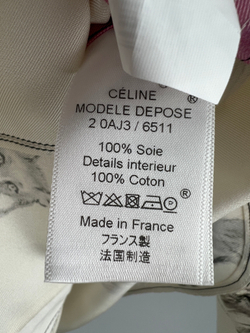 CÉLINE ®
MODELE DEPOSE
2 0AJ3 / 6511
100% Soie
Details interieur
100% Coton
®
Made in France
フランス製
法国制造